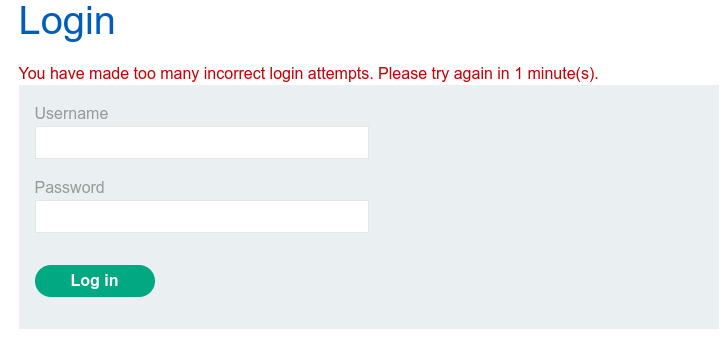 Login
You have made too many incorrect login attempts. Please try again in 1 minute(s).
Username
Password
Log in